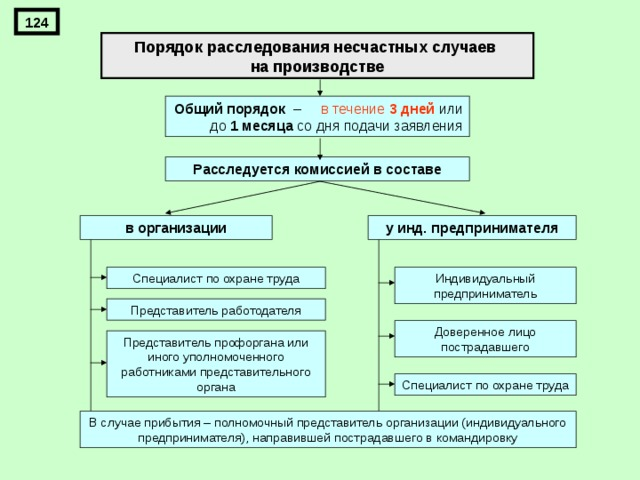 124
Порядок расследования несчастных случаев
на производстве
Общий порядок – в течение 3 дней или
до 1 месяца со дня подачи заявления
Расследуется комиссией в составе
в организации
у инд. предпринимателя
Специалист по охране труда
Представитель работодателя
Представитель профоргана или
иного уполномоченного
работниками представительного
органа
Индивидуальный
предприниматель
Доверенное лицо
пострадавшего
Специалист по охране труда
В случае прибытия – полномочный представитель организации (индивидуального
предпринимателя), направившей пострадавшего в командировку